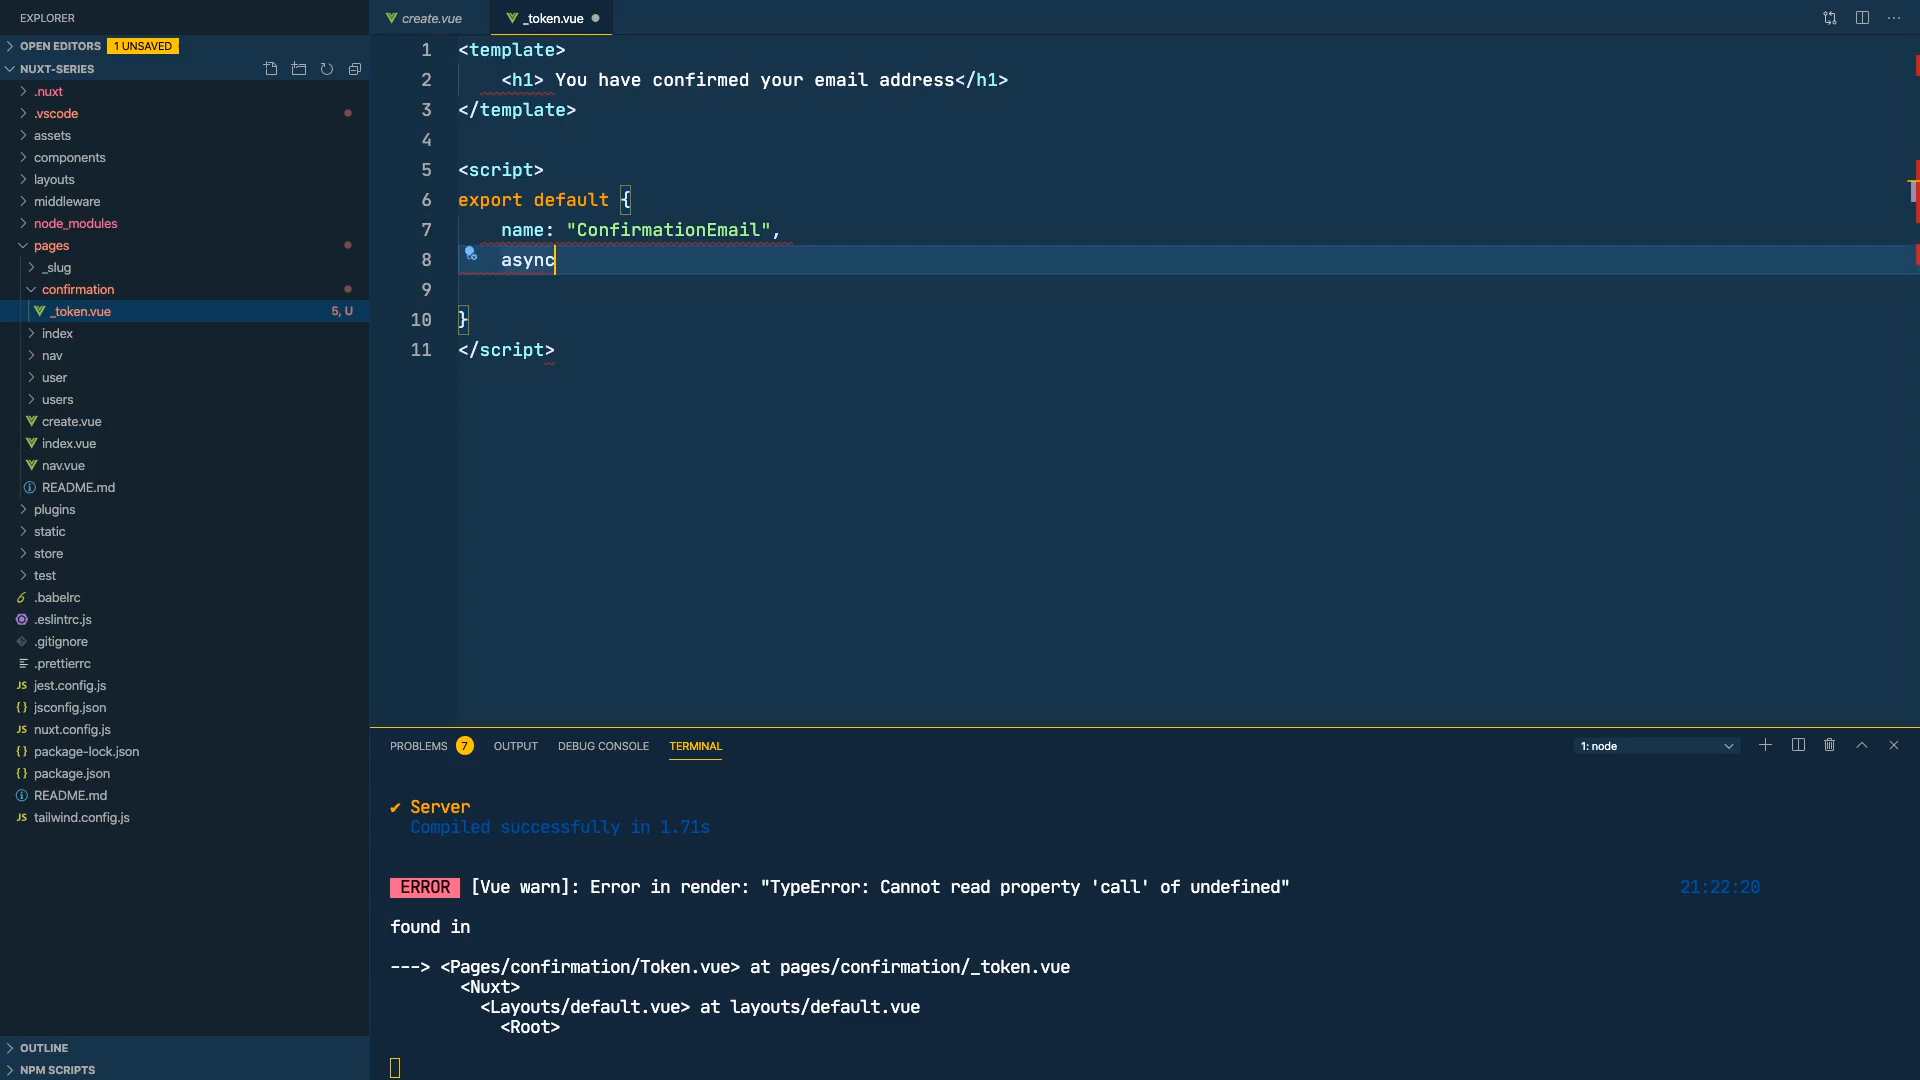 EXPLORER
OPEN EDITORS 1 UNSAVED
NUXT-SERIES
.nuxt
.vscode
assets
components
layouts
middleware
node_modules
pages
_slug
confirmation
_token.vue 5, U
index
nav
user
users
create.vue
index.vue
nav.vue
README.md
plugins
static
store
test
.babelrc
.eslintrc.js
.gitignore
.prettierrc
JS jest.config.js
{} jsconfig.json
JS nuxt.config.js
{} package-lock.json
{} package.json
README.md
JS tailwind.config.js
OUTLINE
NPM SCRIPTS
create.vue _token.vue
1 <template>
2 <h1> You have confirmed your email address</h1>
3 </template>
4
5 <script>
6 export default {
7 name: "ConfirmationEmail",
8 async
9
10 }
11 </script>
PROBLEMS 7 OUTPUT DEBUG CONSOLE TERMINAL 1: node
✔ Server
Compiled successfully in 1.71s
ERROR [Vue warn]: Error in render: "TypeError: Cannot read property 'call' of undefined" 21:22:20
found in
---> <Pages/confirmation/Token.vue> at pages/confirmation/_token.vue
<Nuxt>
<Layouts/default.vue> at layouts/default.vue
<Root>